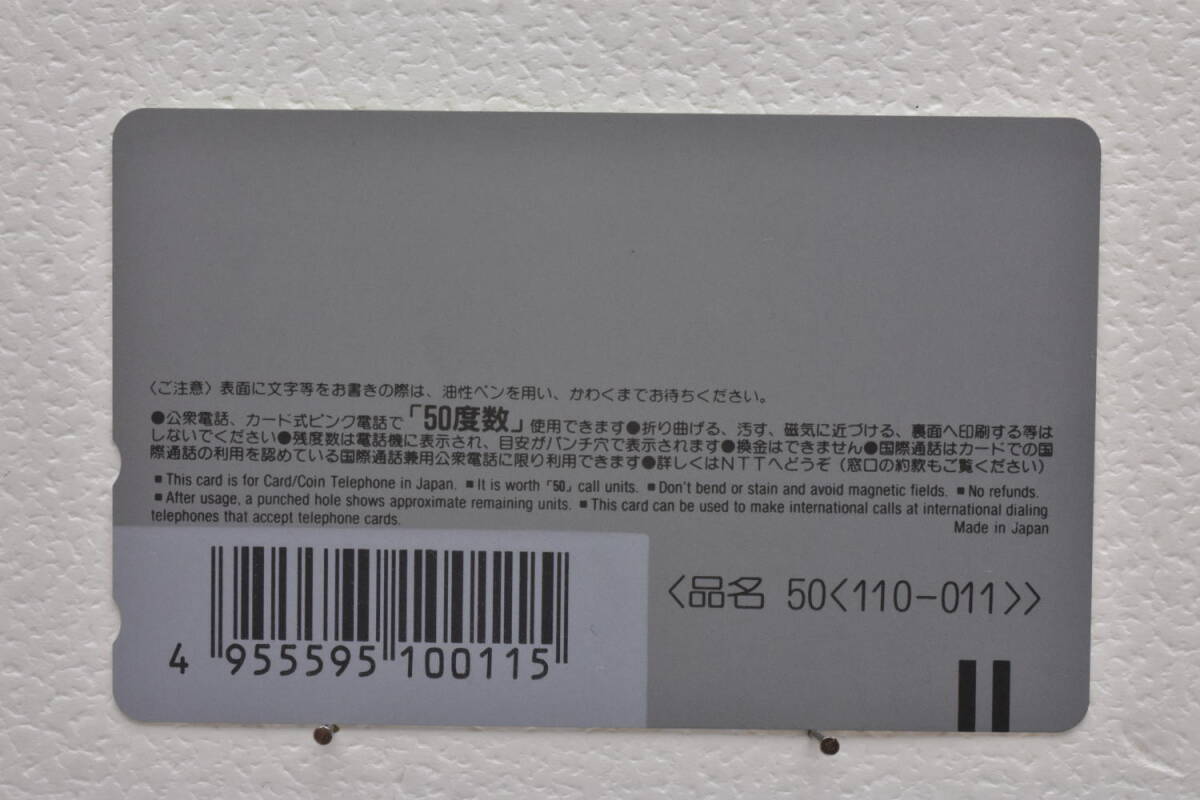 〈ご注意〉表面に文字等をお書きの際は、油性ペンを用い、かわくまでお待ちください。
●公衆電話、カード式ピンク電話で「50度数」使用できます●折り曲げる、汚す、磁気に近づける、裏面へ印刷する等は
しないでください●残度数は電話機に表示され、目安がパンチ穴で表示されます●換金はできません●国際通話はカードでの国
際通話の利用を認めている国際通話兼用公衆電話に限り利用できます●詳しくはNTTへどうぞ（窓口の約款もご覧ください）
■ This card is for Card/Coin Telephone in Japan. ■ It is worth「50」call units. ■ Don't bend or stain and avoid magnetic fields. ■ No refunds.
■ After usage, a punched hole shows approximate remaining units. ■ This card can be used to make international calls at international dialing
telephones that accept telephone cards.
Made in Japan
〈品名 50〈110-011〉〉
4 955595 100115